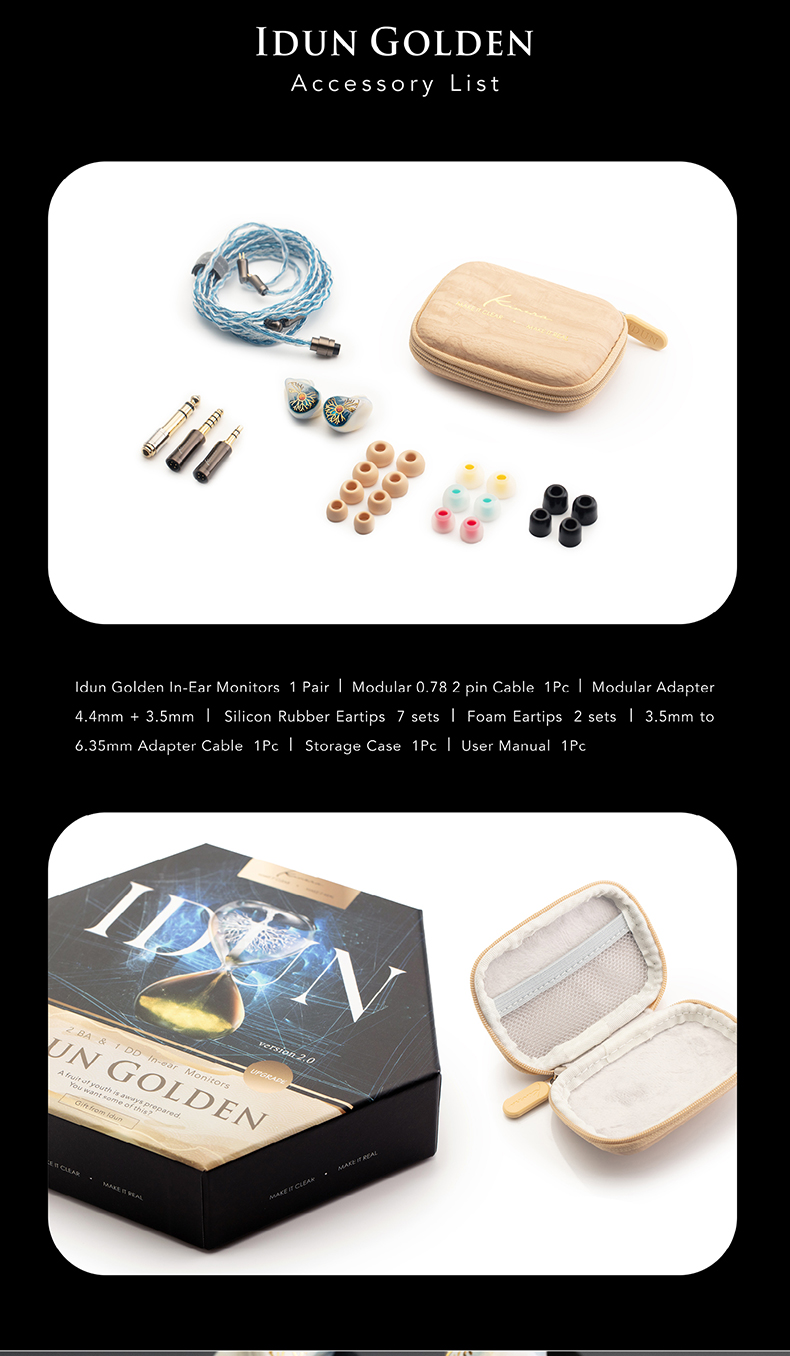 IDUN GOLDEN
Accessory List
Idun Golden In-Ear Monitors 1 Pair | Modular 0.78 2 pin Cable 1Pc | Modular Adapter
4.4mm + 3.5mm | Silicon Rubber Eartips 7 sets | Foam Eartips 2 sets | 3.5mm to
6.35mm Adapter Cable 1Pc | Storage Case 1Pc | User Manual 1Pc
IDUN
version 2.0
2 BA & 1 DD In-ear Monitors
UPGRADE
UN GOLDEN
A fruit of youth is aways prepared.
You want some of this?
Gift from Idun
MAKE IT REAL
MAKE IT CLEAR • MAKE IT REAL